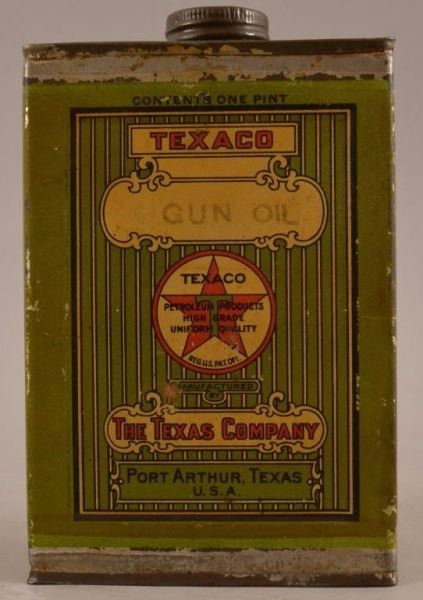 CONTENTS ONE PINT
TEXACO
GUN OIL
TEXACO
PETROLEUM PRODUCTS
HIGH GRADE
UNIFORM QUALITY
REG. U.S. PAT. OFF.
MANUFACTURED
BY
THE TEXAS COMPANY
PORT ARTHUR, TEXAS
U.S.A.